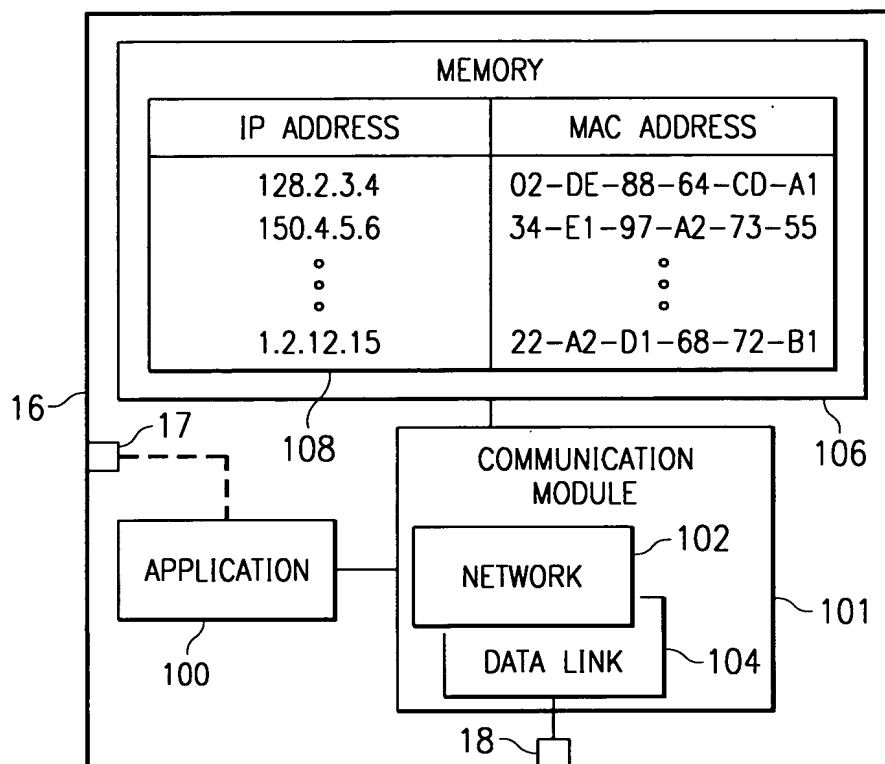 MEMORY
IP ADDRESS MAC ADDRESS
128.2.3.4 02-DE-88-64-CD-A1
150.4.5.6 34-E1-97-A2-73-55
1.2.12.15 22-A2-D1-68-72-B1
16
17
108
106
COMMUNICATION
MODULE
APPLICATION
100
NETWORK
102
101
DATA LINK
104
18